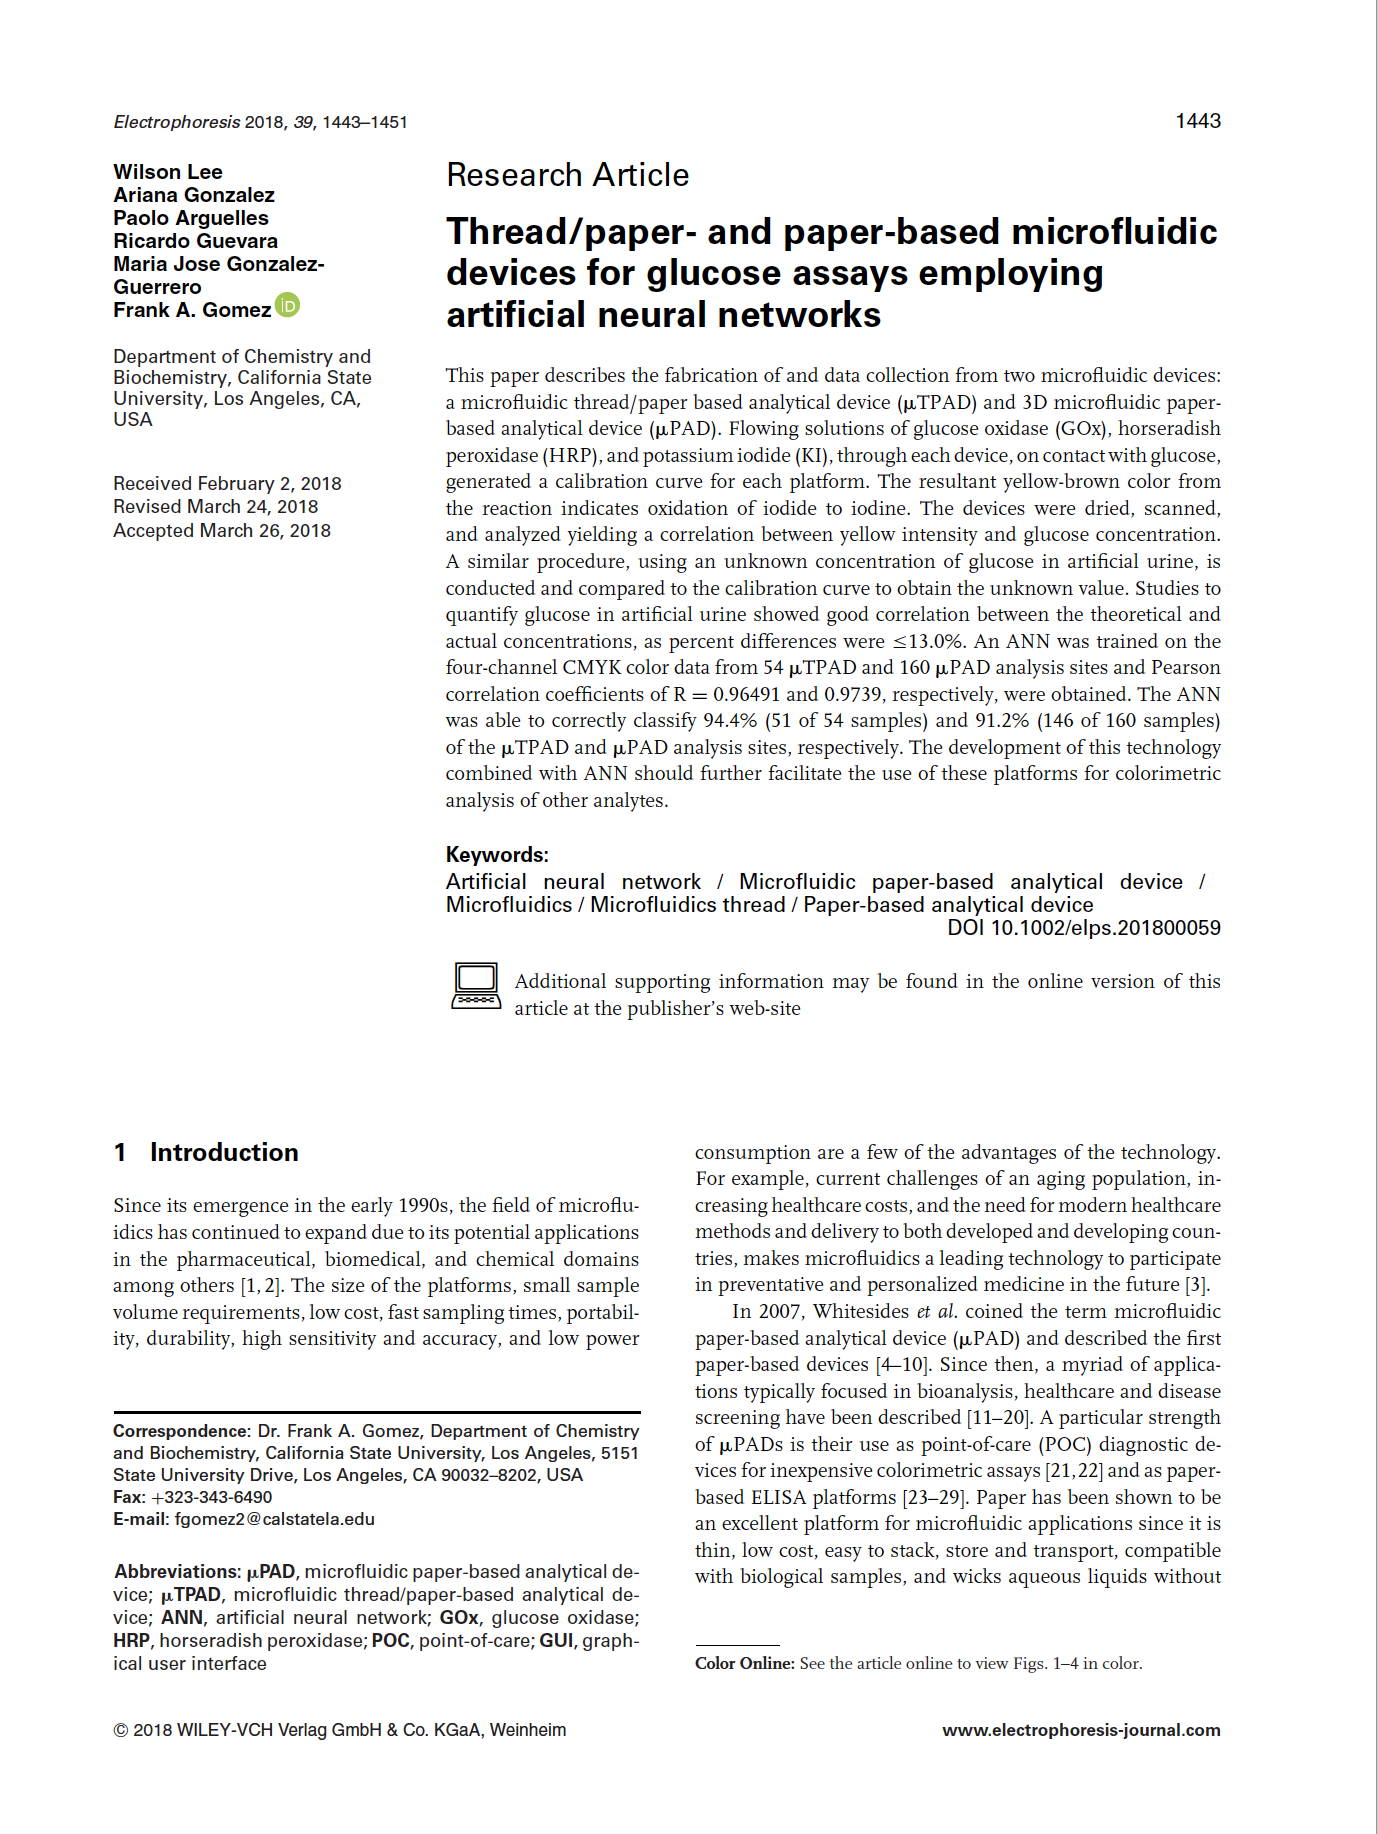 Electrophoresis 2018, 39, 1443–1451
1443
Wilson Lee
Ariana Gonzalez
Paolo Arguelles
Ricardo Guevara
Maria Jose Gonzalez-
Guerrero
Frank A. Gomez iD
Department of Chemistry and
Biochemistry, California State
University, Los Angeles, CA,
USA
Received February 2, 2018
Revised March 24, 2018
Accepted March 26, 2018
Research Article
Thread/paper- and paper-based microfluidic
devices for glucose assays employing
artificial neural networks
This paper describes the fabrication of and data collection from two microfluidic devices:
a microfluidic thread/paper based analytical device (μTPAD) and 3D microfluidic paper-
based analytical device (μPAD). Flowing solutions of glucose oxidase (GOx), horseradish
peroxidase (HRP), and potassium iodide (KI), through each device, on contact with glucose,
generated a calibration curve for each platform. The resultant yellow-brown color from
the reaction indicates oxidation of iodide to iodine. The devices were dried, scanned,
and analyzed yielding a correlation between yellow intensity and glucose concentration.
A similar procedure, using an unknown concentration of glucose in artificial urine, is
conducted and compared to the calibration curve to obtain the unknown value. Studies to
quantify glucose in artificial urine showed good correlation between the theoretical and
actual concentrations, as percent differences were ≤13.0%. An ANN was trained on the
four-channel CMYK color data from 54 μTPAD and 160 μPAD analysis sites and Pearson
correlation coefficients of R = 0.96491 and 0.9739, respectively, were obtained. The ANN
was able to correctly classify 94.4% (51 of 54 samples) and 91.2% (146 of 160 samples)
of the μTPAD and μPAD analysis sites, respectively. The development of this technology
combined with ANN should further facilitate the use of these platforms for colorimetric
analysis of other analytes.
Keywords:
Artificial neural network / Microfluidic paper-based analytical device /
Microfluidics / Microfluidics thread / Paper-based analytical device
DOI 10.1002/elps.201800059
Additional supporting information may be found in the online version of this
article at the publisher's web-site
1 Introduction
Since its emergence in the early 1990s, the field of microflu-
idics has continued to expand due to its potential applications
in the pharmaceutical, biomedical, and chemical domains
among others [1, 2]. The size of the platforms, small sample
volume requirements, low cost, fast sampling times, portabil-
ity, durability, high sensitivity and accuracy, and low power
Correspondence: Dr. Frank A. Gomez, Department of Chemistry
and Biochemistry, California State University, Los Angeles, 5151
State University Drive, Los Angeles, CA 90032–8202, USA
Fax: +323-343-6490
E-mail: fgomez2@calstatela.edu
Abbreviations: μPAD, microfluidic paper-based analytical de-
vice; μTPAD, microfluidic thread/paper-based analytical de-
vice; ANN, artificial neural network; GOx, glucose oxidase;
HRP, horseradish peroxidase; POC, point-of-care; GUI, graph-
ical user interface
consumption are a few of the advantages of the technology.
For example, current challenges of an aging population, in-
creasing healthcare costs, and the need for modern healthcare
methods and delivery to both developed and developing coun-
tries, makes microfluidics a leading technology to participate
in preventative and personalized medicine in the future [3].
In 2007, Whitesides et al. coined the term microfluidic
paper-based analytical device (μPAD) and described the first
paper-based devices [4–10]. Since then, a myriad of applica-
tions typically focused in bioanalysis, healthcare and disease
screening have been described [11–20]. A particular strength
of μPADs is their use as point-of-care (POC) diagnostic de-
vices for inexpensive colorimetric assays [21,22] and as paper-
based ELISA platforms [23–29]. Paper has been shown to be
an excellent platform for microfluidic applications since it is
thin, low cost, easy to stack, store and transport, compatible
with biological samples, and wicks aqueous liquids without
Color Online: See the article online to view Figs. 1–4 in color.
© 2018 WILEY-VCH Verlag GmbH & Co. KGaA, Weinheim
www.electrophoresis-journal.com